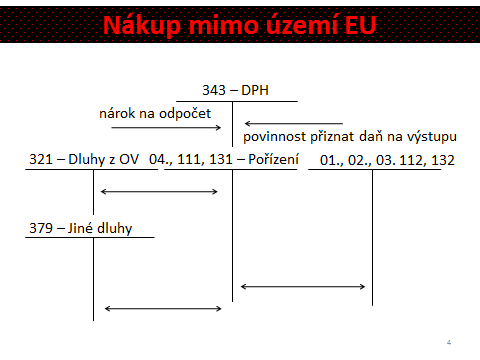 Nákup mimo území EU
343 – DPH
nárok na odpočet
povinnost přiznat daň na výstupu
321 – Dluhy z OV 04., 111, 131 – Pořízení 01., 02., 03. 112, 132
379 – Jiné dluhy
4